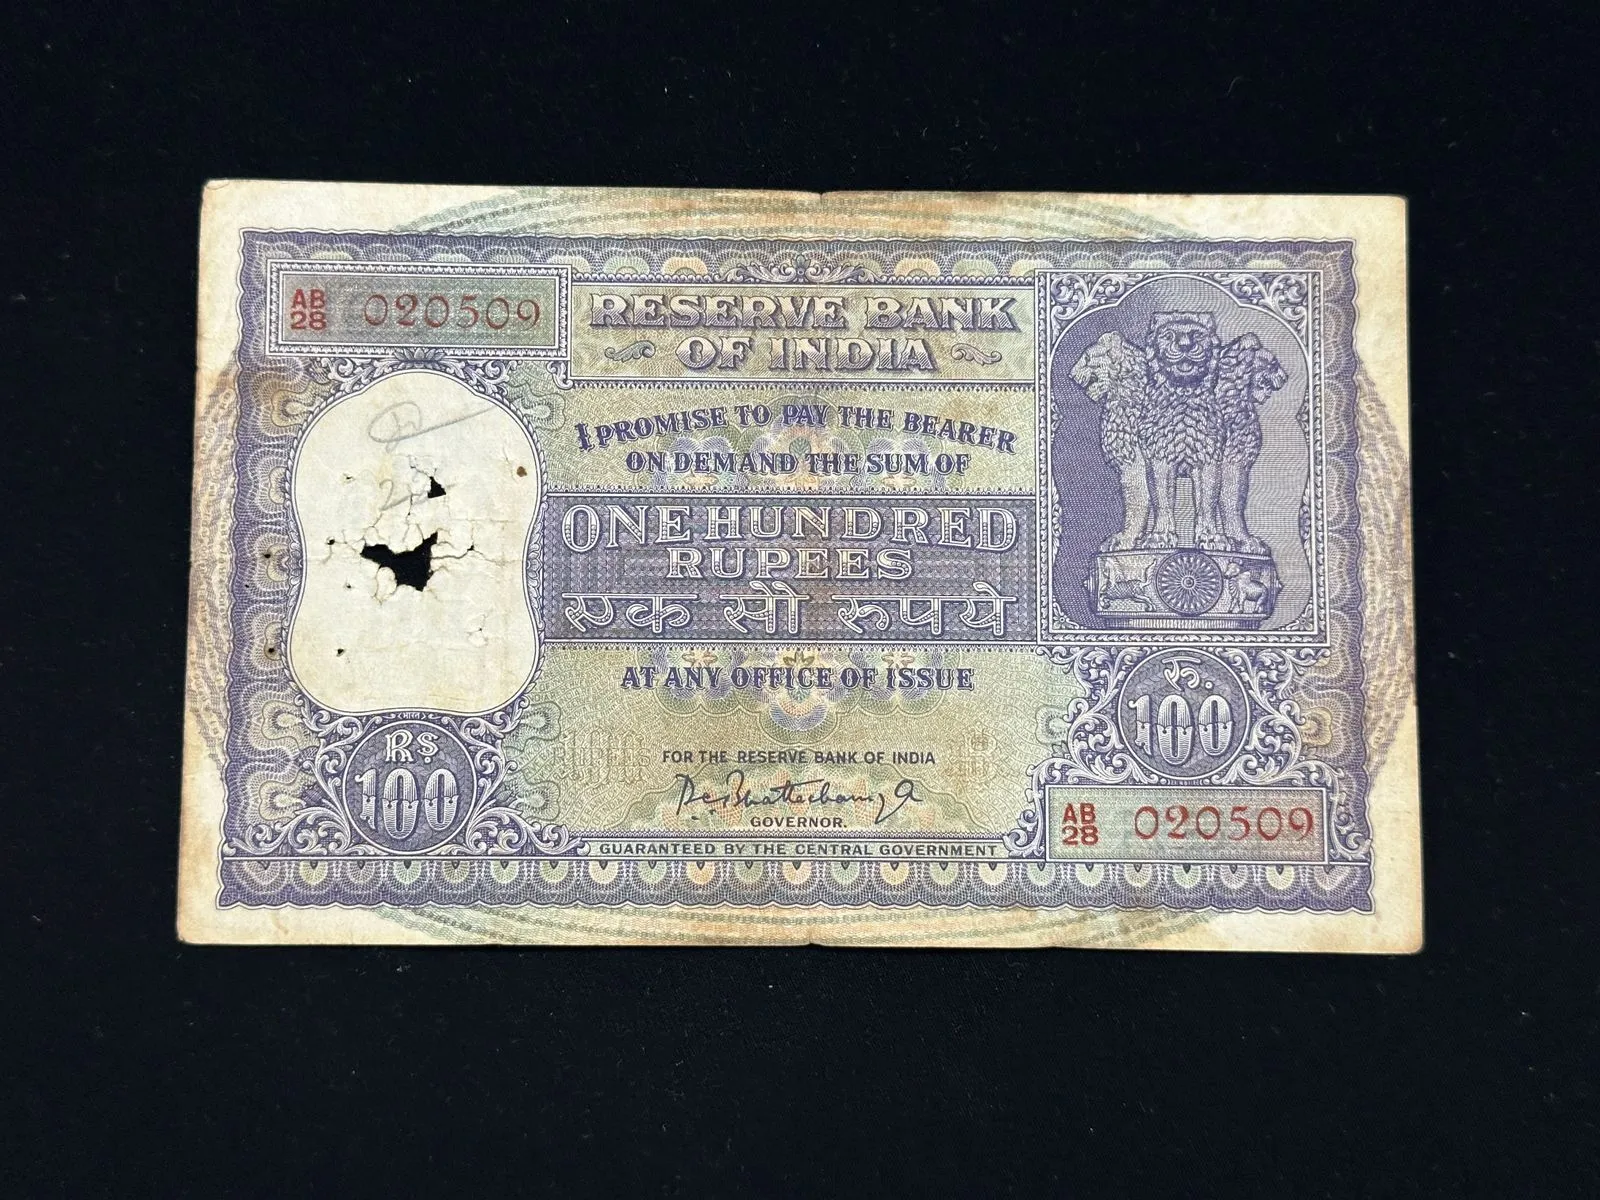 AB
28 020509
RESERVE BANK
OF INDIA
I PROMISE TO PAY THE BEARER
ON DEMAND THE SUM OF
ONE HUNDRED
RUPEES
एक सौ रुपये
AT ANY OFFICE OF ISSUE
भारत
Rs
100
रु.
100
FOR THE RESERVE BANK OF INDIA
GOVERNOR.
GUARANTEED BY THE CENTRAL GOVERNMENT
AB
28 020509